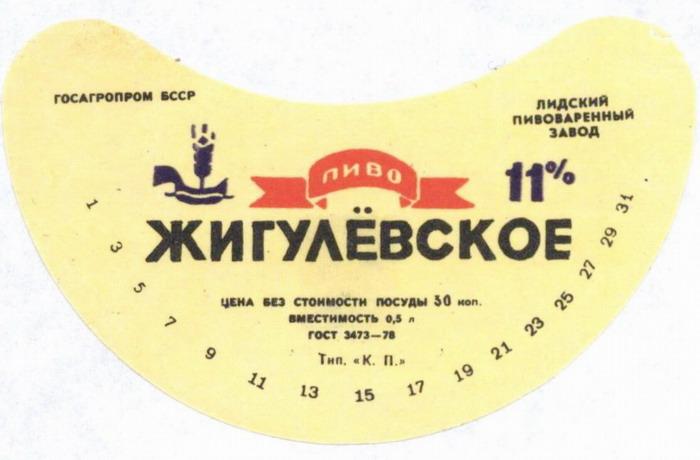 ГОСАГРОПРОМ БССР
ЛИДСКИЙ
ПИВОВАРЕННЫЙ
ЗАВОД
ПИВО
11%
ЖИГУЛЁВСКОЕ
ЦЕНА БЕЗ СТОИМОСТИ ПОСУДЫ 30 коп.
ВМЕСТИМОСТЬ 0,5 л
ГОСТ 3473—78
Тип. «К. П.»
1 3 5 7 9 11 13 15 17 19 21 23 25 27 29 31